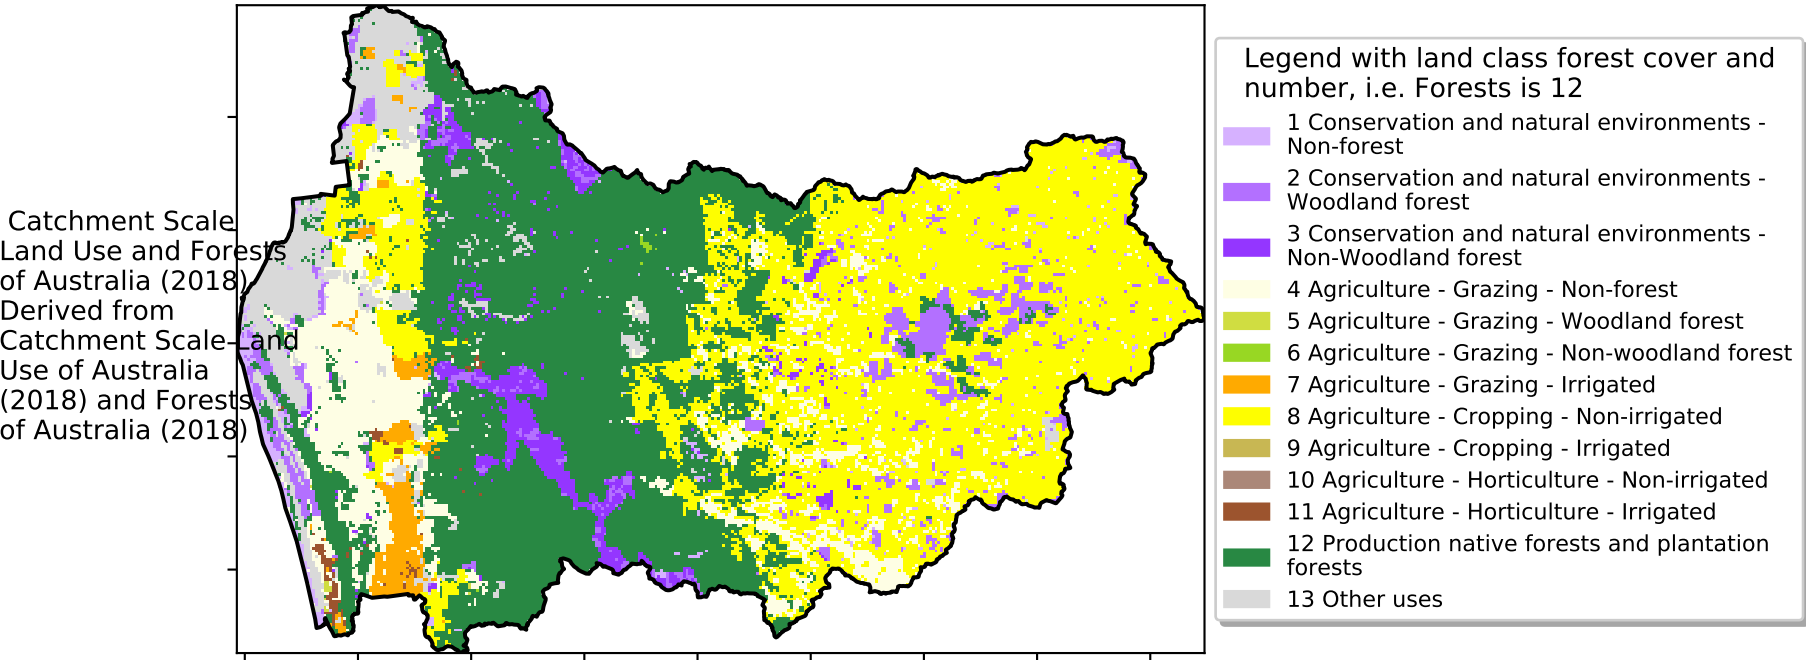 Catchment Scale
Land Use and Forests
of Australia (2018)
Derived from
Catchment Scale Land
Use of Australia
(2018) and Forests
of Australia (2018)
Legend with land class forest cover and
number, i.e. Forests is 12
1 Conservation and natural environments -
Non-forest
2 Conservation and natural environments -
Woodland forest
3 Conservation and natural environments -
Non-Woodland forest
4 Agriculture - Grazing - Non-forest
5 Agriculture - Grazing - Woodland forest
6 Agriculture - Grazing - Non-woodland forest
7 Agriculture - Grazing - Irrigated
8 Agriculture - Cropping - Non-irrigated
9 Agriculture - Cropping - Irrigated
10 Agriculture - Horticulture - Non-irrigated
11 Agriculture - Horticulture - Irrigated
12 Production native forests and plantation
forests
13 Other uses